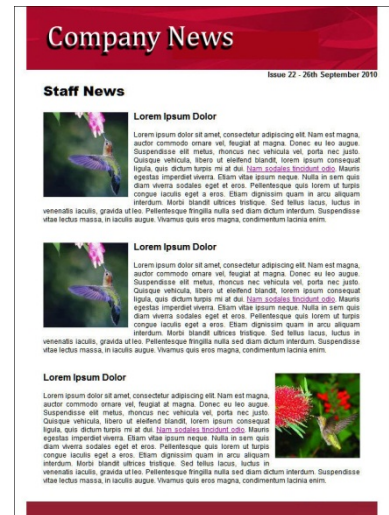 Company News
Issue 22 - 26th September 2010
Staff News
Lorem Ipsum Dolor
Lorem ipsum dolor sit amet, consectetur adipiscing elit. Nam est magna,
auctor commodo ornare vel, feugiat at magna. Donec eu leo augue.
Suspendisse elit metus, rhoncus nec vehicula vel, porta nec justo.
Quisque vehicula, libero ut eleifend blandit, lorem ipsum consequat
ligula, quis dictum turpis mi at dui. Nam sodales tincidunt odio. Mauris
egestas imperdiet viverra. Etiam vitae ipsum neque. Nulla in sem quis
diam viverra sodales eget et eros. Pellentesque quis lorem ut turpis
congue iaculis eget a eros. Etiam dignissim quam in arcu aliquam
interdum. Morbi blandit ultrices tristique. Sed tellus lacus, luctus in
venenatis iaculis, gravida ut leo. Pellentesque fringilla nulla sed diam dictum interdum. Suspendisse
vitae lectus massa, in iaculis augue. Vivamus quis eros magna, condimentum lacinia enim.
Lorem Ipsum Dolor
Lorem ipsum dolor sit amet, consectetur adipiscing elit. Nam est magna,
auctor commodo ornare vel, feugiat at magna. Donec eu leo augue.
Suspendisse elit metus, rhoncus nec vehicula vel, porta nec justo.
Quisque vehicula, libero ut eleifend blandit, lorem ipsum consequat
ligula, quis dictum turpis mi at dui. Nam sodales tincidunt odio. Mauris
egestas imperdiet viverra. Etiam vitae ipsum neque. Nulla in sem quis
diam viverra sodales eget et eros. Pellentesque quis lorem ut turpis
congue iaculis eget a eros. Etiam dignissim quam in arcu aliquam
interdum. Morbi blandit ultrices tristique. Sed tellus lacus, luctus in
venenatis iaculis, gravida ut leo. Pellentesque fringilla nulla sed diam dictum interdum. Suspendisse
vitae lectus massa, in iaculis augue. Vivamus quis eros magna, condimentum lacinia enim.
Lorem Ipsum Dolor
Lorem ipsum dolor sit amet, consectetur adipiscing elit. Nam est magna,
auctor commodo ornare vel, feugiat at magna. Donec eu leo augue.
Suspendisse elit metus, rhoncus nec vehicula vel, porta nec justo.
Quisque vehicula, libero ut eleifend blandit, lorem ipsum consequat
ligula, quis dictum turpis mi at dui. Nam sodales tincidunt odio. Mauris
egestas imperdiet viverra. Etiam vitae ipsum neque. Nulla in sem quis
diam viverra sodales eget et eros. Pellentesque quis lorem ut turpis
congue iaculis eget a eros. Etiam dignissim quam in arcu aliquam
interdum. Morbi blandit ultrices tristique. Sed tellus lacus, luctus in
venenatis iaculis, gravida ut leo. Pellentesque fringilla nulla sed diam dictum interdum. Suspendisse
vitae lectus massa, in iaculis augue. Vivamus quis eros magna, condimentum lacinia enim.